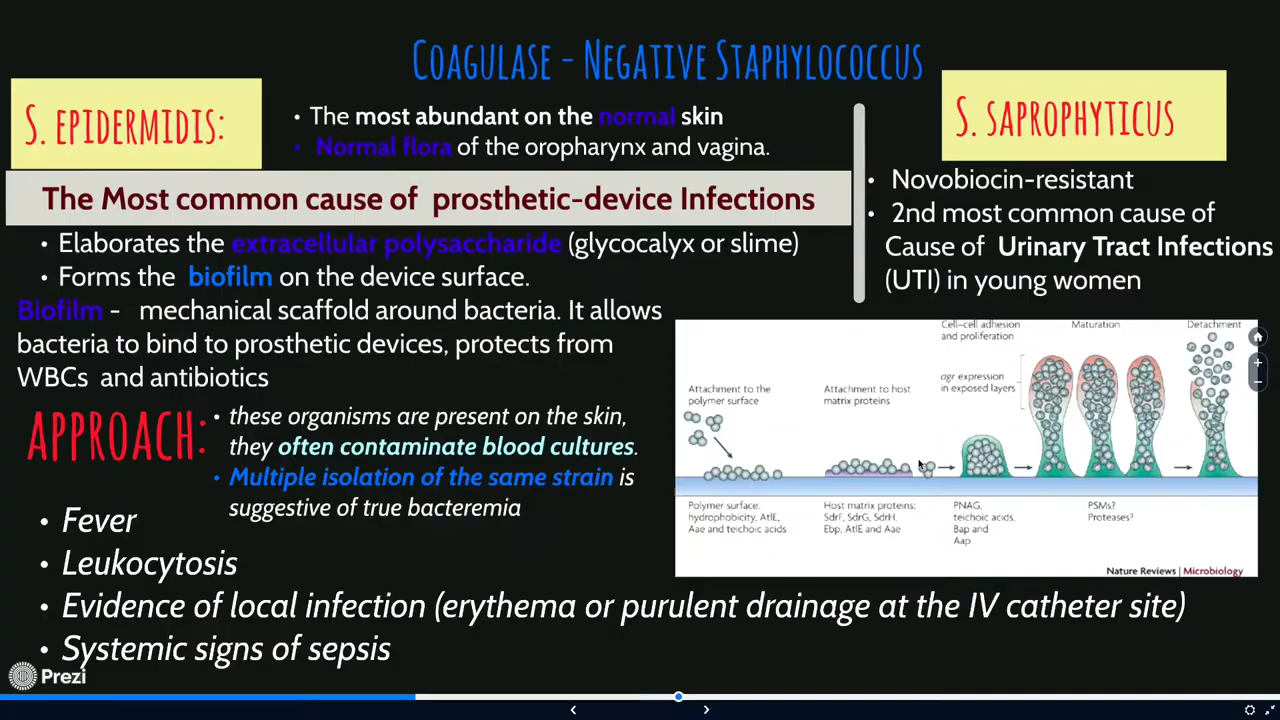 COAGULASE - NEGATIVE STAPHYLOCOCCUS
S. EPIDERMIDIS:
• The most abundant on the normal skin
• Normal flora of the oropharynx and vagina.
The Most common cause of prosthetic-device Infections
• Elaborates the extracellular polysaccharide (glycocalyx or slime)
• Forms the biofilm on the device surface.
Biofilm - mechanical scaffold around bacteria. It allows
bacteria to bind to prosthetic devices, protects from
WBCs and antibiotics
APPROACH:
• these organisms are present on the skin,
they often contaminate blood cultures.
• Multiple isolation of the same strain is
suggestive of true bacteremia
• Fever
• Leukocytosis
• Evidence of local infection (erythema or purulent drainage at the IV catheter site)
• Systemic signs of sepsis
S. SAPROPHYTICUS
• Novobiocin-resistant
• 2nd most common cause of
Cause of Urinary Tract Infections
(UTI) in young women
Attachment to the
polymer surface
Attachment to host
matrix proteins
Cell–cell adhesion
and proliferation
Maturation
Detachment
agr expression
in exposed layers
Polymer surface.
hydrophobicity, AtlE,
Aae and teichoic acids
Host matrix proteins:
SdrF, SdrG, SdrH,
Ebp, AtlE and Aae
PNAG,
teichoic acids,
Bap and
Aap
PSMs?
Proteases?
Nature Reviews | Microbiology
Prezi